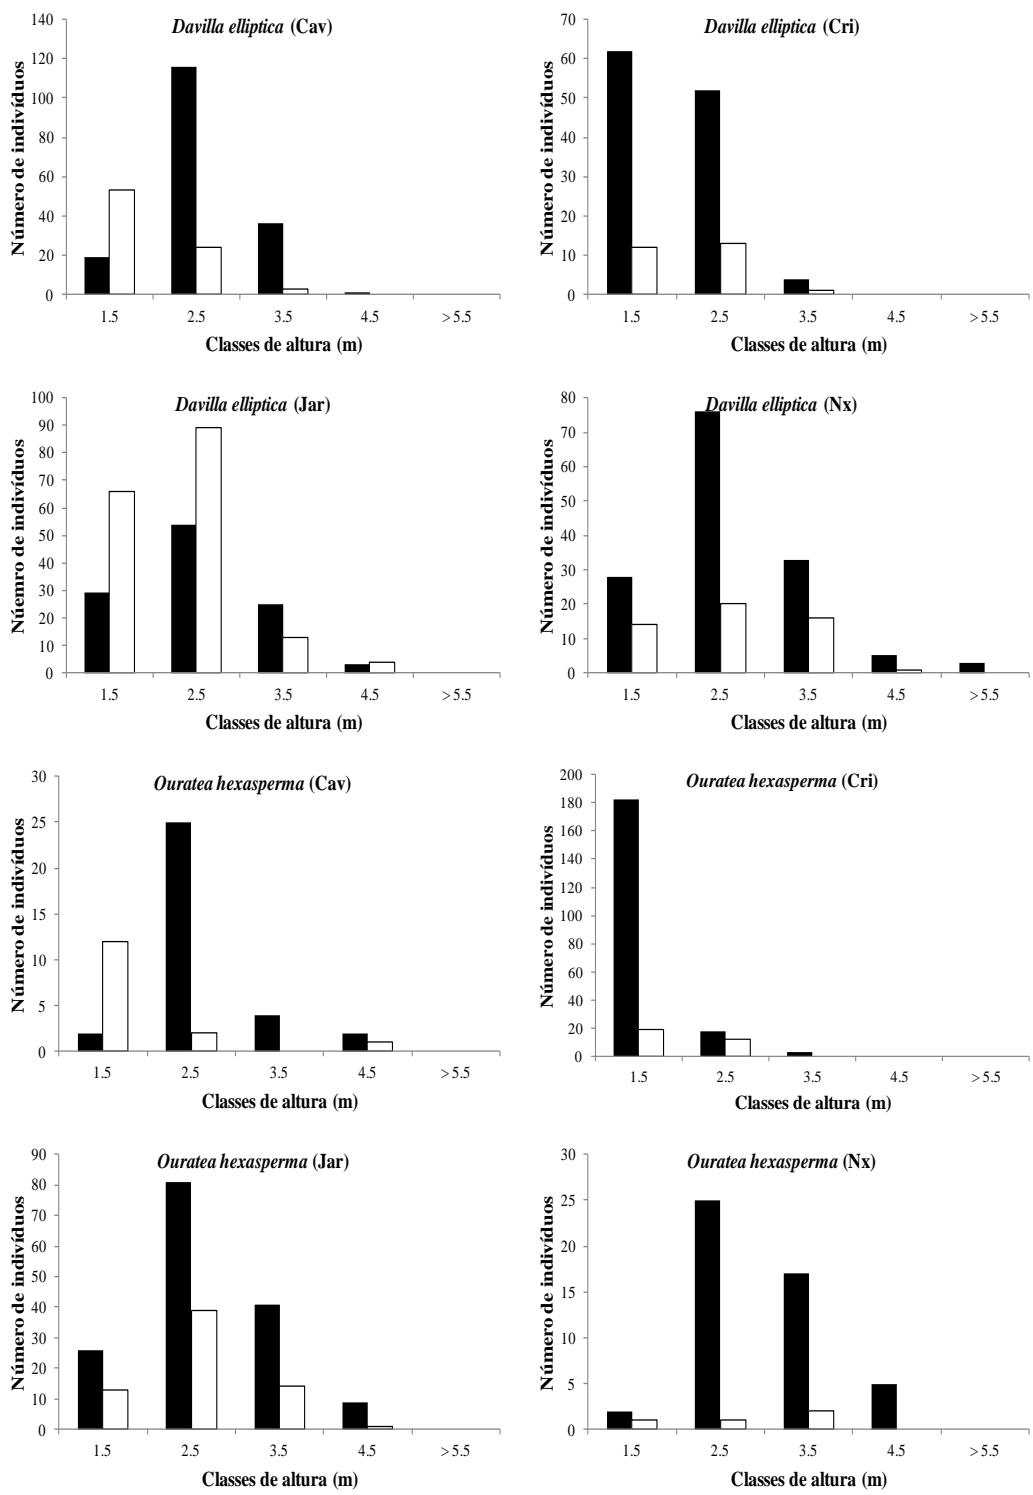 Davilla elliptica (Cav)
Número de indivíduos
140
120
100
80
60
40
20
0
1.5 2.5 3.5 4.5 >5.5
Classes de altura (m)
Davilla elliptica (Cri)
Número de indivíduos
70
60
50
40
30
20
10
0
1.5 2.5 3.5 4.5 >5.5
Classes de altura (m)
Davilla elliptica (Jar)
Núemro de indivíduos
100
90
80
70
60
50
40
30
20
10
0
1.5 2.5 3.5 4.5 >5.5
Classes de altura (m)
Davilla elliptica (Nx)
Número de indivíduos
80
70
60
50
40
30
20
10
0
1.5 2.5 3.5 4.5 >5.5
Classes de altura (m)
Ouratea hexasperma (Cav)
Número de indivíduos
30
25
20
15
10
5
0
1.5 2.5 3.5 4.5 >5.5
Classes de altura (m)
Ouratea hexasperma (Cri)
Número de indivíduos
200
180
160
140
120
100
80
60
40
20
0
1.5 2.5 3.5 4.5 >5.5
Classes de altura (m)
Ouratea hexasperma (Jar)
Número de indivíduos
90
80
70
60
50
40
30
20
10
0
1.5 2.5 3.5 4.5 >5.5
Classes de altura (m)
Ouratea hexasperma (Nx)
Número de indivíduos
30
25
20
15
10
5
0
1.5 2.5 3.5 4.5 >5.5
Classes de altura (m)